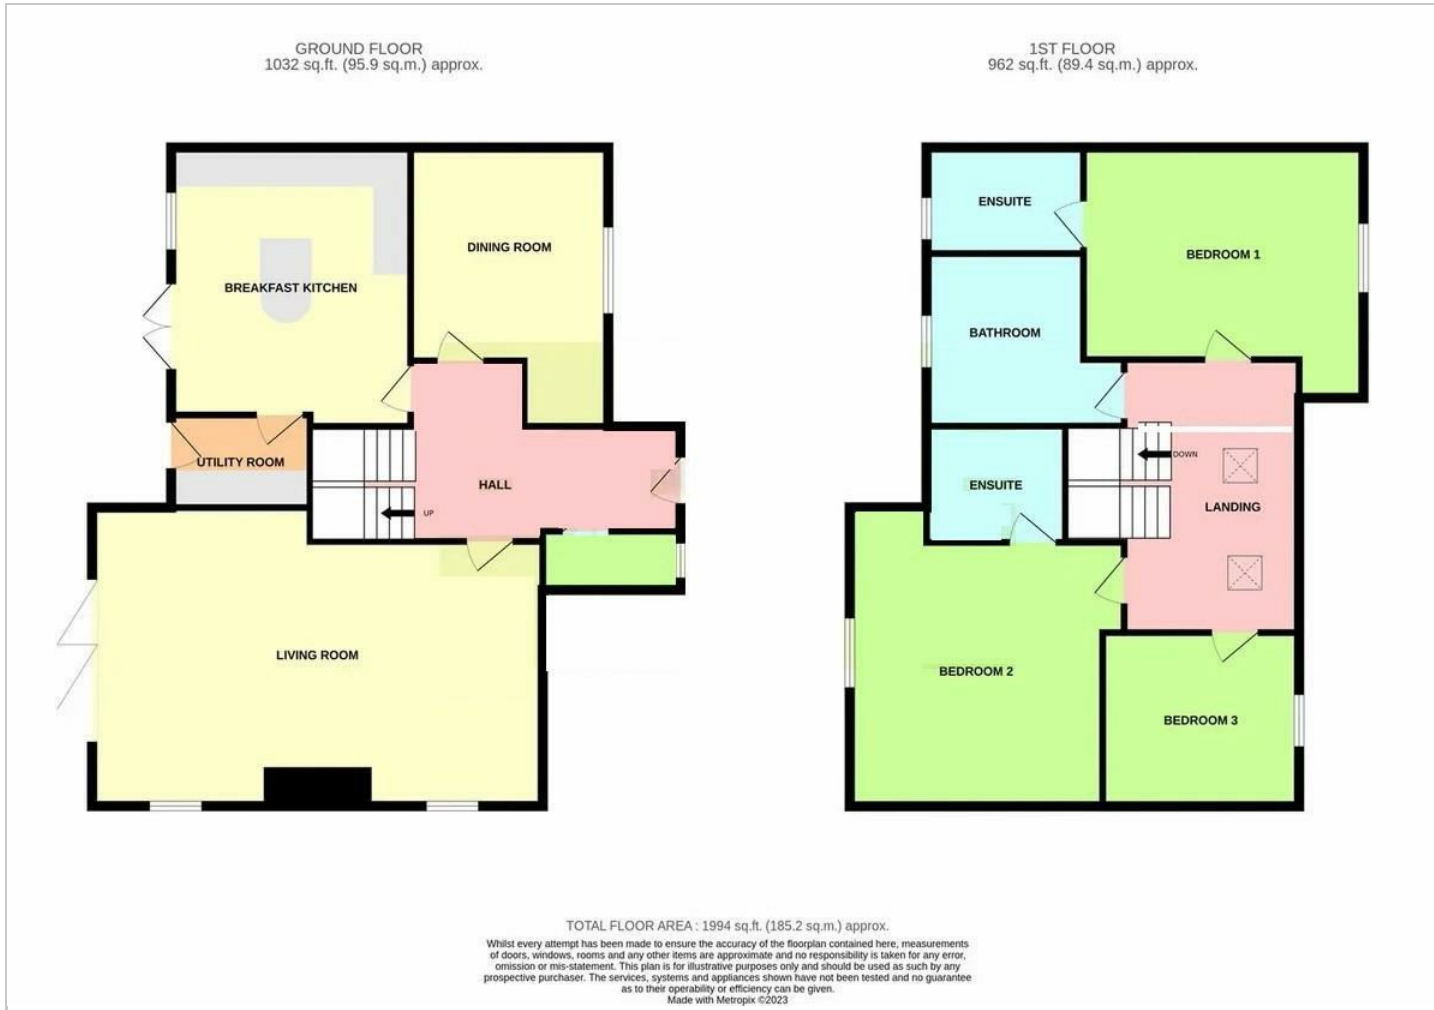 GROUND FLOOR
1032 sq.ft. (95.9 sq.m.) approx.
1ST FLOOR
962 sq.ft. (89.4 sq.m.) approx.
DINING ROOM
BREAKFAST KITCHEN
UTILITY ROOM
HALL
UP
LIVING ROOM
ENSUITE
BEDROOM 1
BATHROOM
DOWN
ENSUITE
LANDING
BEDROOM 2
BEDROOM 3
TOTAL FLOOR AREA : 1994 sq.ft. (185.2 sq.m.) approx.
Whilst every attempt has been made to ensure the accuracy of the floorplan contained here, measurements
of doors, windows, rooms and any other items are approximate and no responsibility is taken for any error,
omission or mis-statement. This plan is for illustrative purposes only and should be used as such by any
prospective purchaser. The services, systems and appliances shown have not been tested and no guarantee
as to their operability or efficiency can be given.
Made with Metropix ©2023